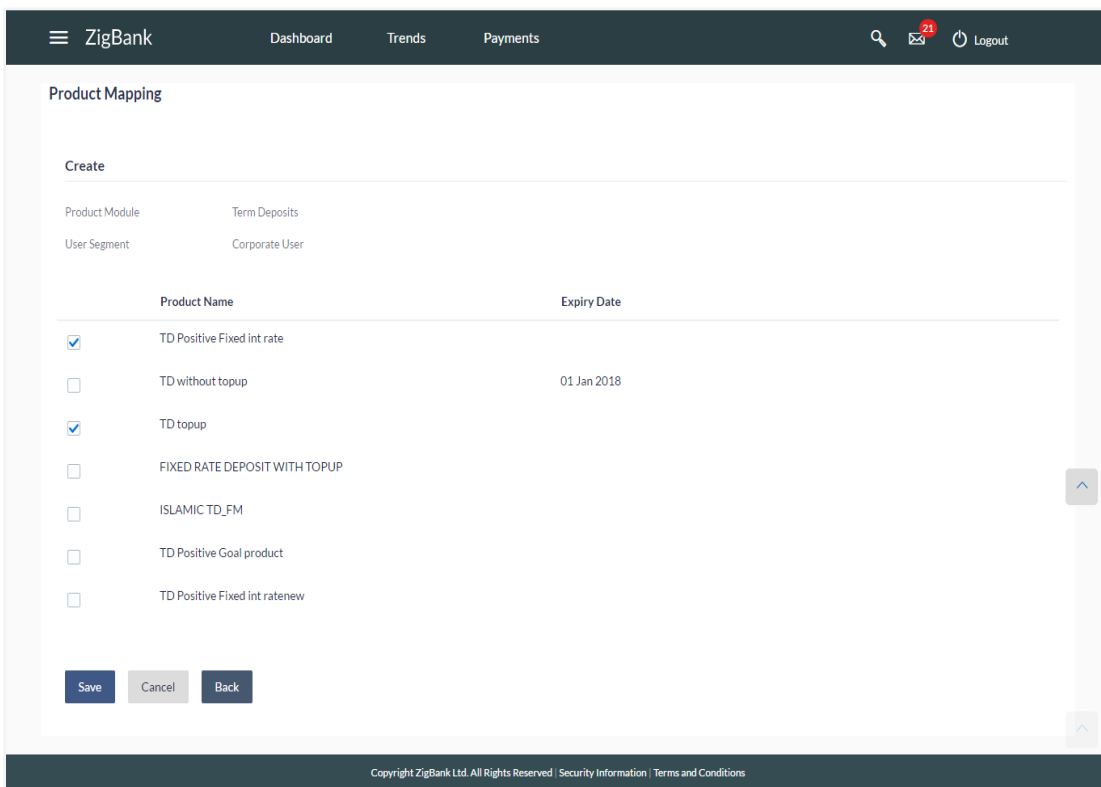 ZigBank Dashboard Trends Payments 21 Logout
Product Mapping
Create
Product Module Term Deposits
User Segment Corporate User
Product Name Expiry Date
TD Positive Fixed int rate
TD without topup 01 Jan 2018
TD topup
FIXED RATE DEPOSIT WITH TOPUP
ISLAMIC TD_FM
TD Positive Goal product
TD Positive Fixed int ratenew
Save Cancel Back
Copyright ZigBank Ltd. All Rights Reserved | Security Information | Terms and Conditions